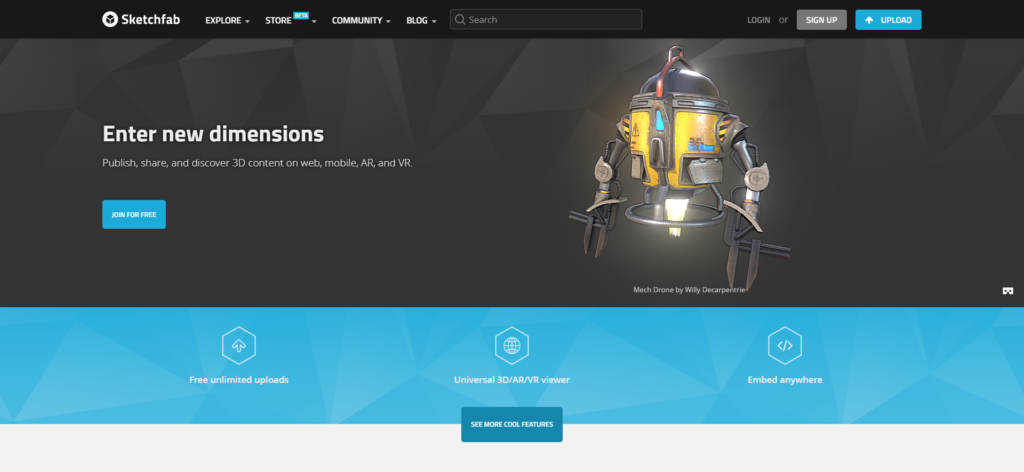 Sketchfab
EXPLORE
STORE BETA
COMMUNITY
BLOG
Search
LOGIN or SIGN UP
UPLOAD
Enter new dimensions
Publish, share, and discover 3D content on web, mobile, AR, and VR.
JOIN FOR FREE
Mech Drone by Willy Decarpentrie
Free unlimited uploads
Universal 3D/AR/VR viewer
Embed anywhere
SEE MORE COOL FEATURES